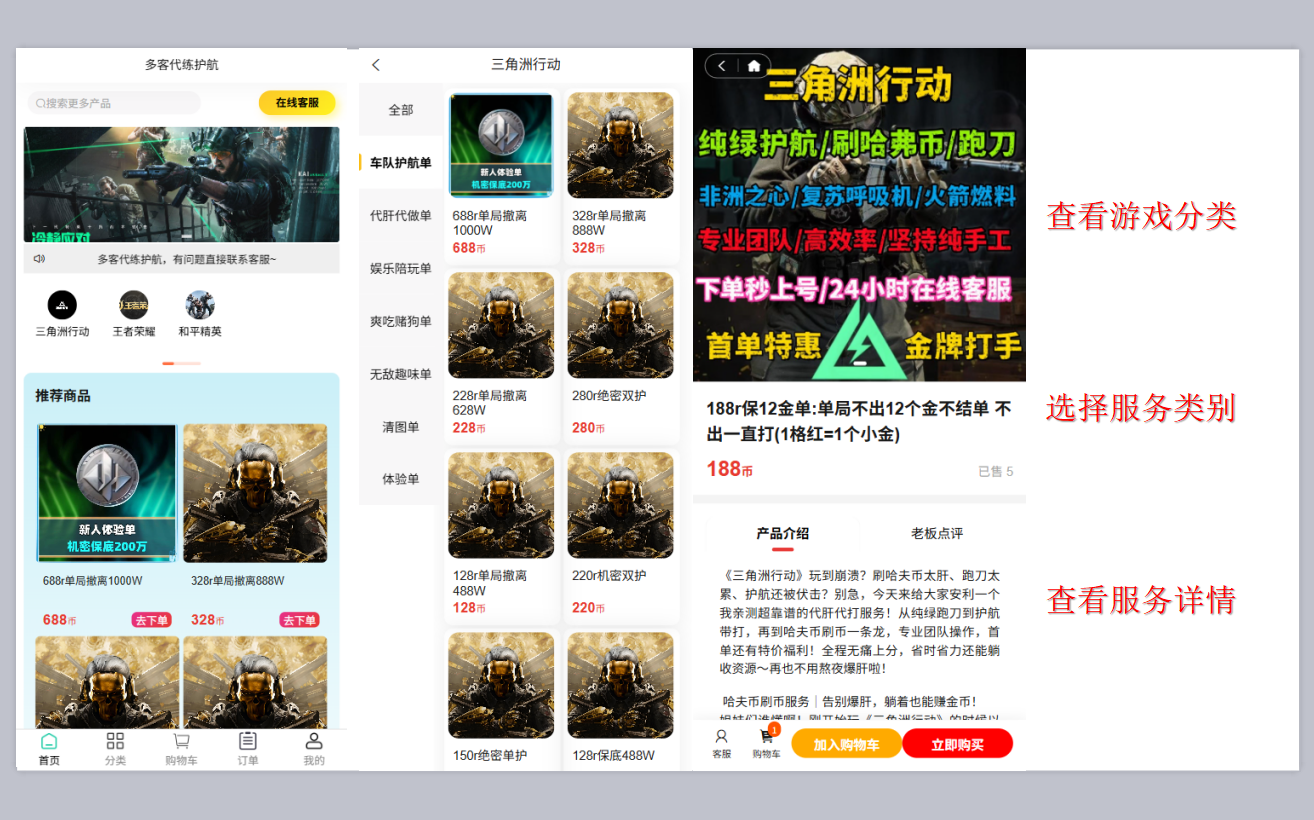 多客代练护航
搜索更多产品
在线客服
KAI
冷静应对
多客代练护航，有问题直接联系客服~
三角洲行动
王者荣耀
和平精英
推荐商品
新人体验单
机密保底200万
688r单局撤离1000W
688币
去下单
328r单局撤离888W
328币
去下单
首页
分类
购物车
订单
我的
三角洲行动
全部
车队护航单
代肝代做单
娱乐陪玩单
爽吃赌狗单
无敌趣味单
清图单
体验单
新人体验单
机密保底200万
688r单局撤离
1000W
688币
328r单局撤离
888W
328币
228r单局撤离
628W
228币
280r绝密双护
280币
128r单局撤离
488W
128币
220r机密双护
220币
150r绝密单护
128r保底488W
三角洲行动
纯绿护航/刷哈弗币/跑刀
非洲之心/复苏呼吸机/火箭燃料
专业团队/高效率/坚持纯手工
下单秒上号/24小时在线客服
首单特惠
金牌打手
188r保12金单:单局不出12个金不结单 不
出一直打(1格红=1个小金)
188币
已售 5
产品介绍
老板点评
《三角洲行动》玩到崩溃？刷哈夫币太肝、跑刀太
累、护航还被伏击？别急，今天来给大家安利一个
我亲测超靠谱的代肝代打服务！从纯绿跑刀到护航
带打，再到哈夫币刷币一条龙，专业团队操作，首
单还有特价福利！全程无痛上分，省时省力还能躺
收资源～再也不用熬夜爆肝啦！
哈夫币刷币服务｜告别爆肝，躺着也能赚金币！
姐妹们谁懂啊！刚开始玩《三角洲行动》的时候以
客服
购物车
1
加入购物车
立即购买
查看游戏分类
选择服务类别
查看服务详情